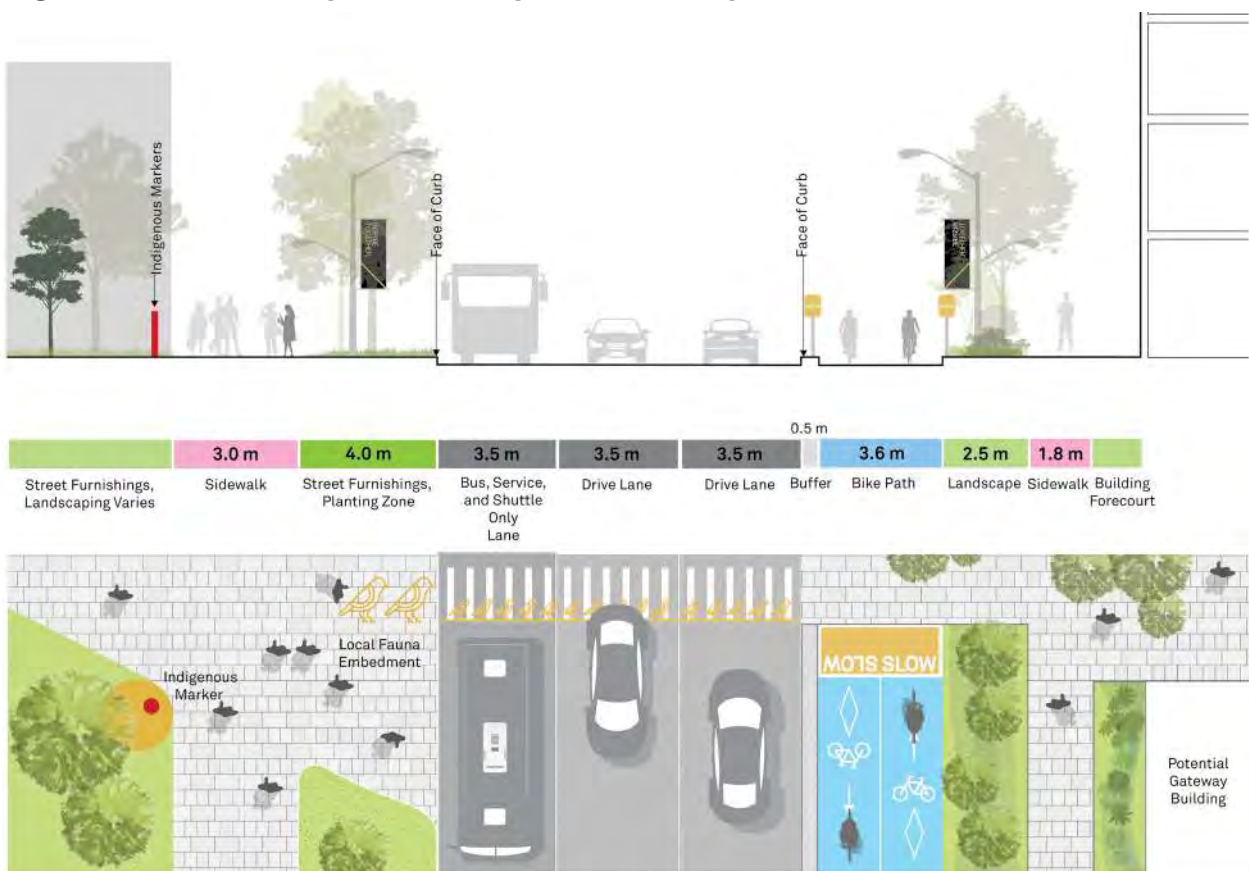 Indigenous Markers
Face of Curb
Face of Curb
0.5 m
3.0 m
4.0 m
3.5 m
3.5 m
3.5 m
3.6 m
2.5 m
1.8 m
Street Furnishings,
Landscaping Varies
Sidewalk
Street Furnishings,
Planting Zone
Bus, Service,
and Shuttle
Only
Lane
Drive Lane
Drive Lane
Buffer
Bike Path
Landscape
Sidewalk
Building
Forecourt
Local Fauna
Embedment
Indigenous
Marker
SLOW
SLOW
Potential
Gateway
Building